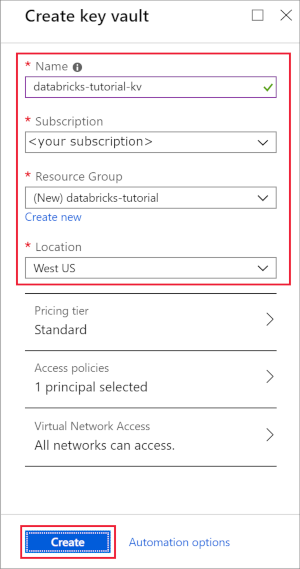 Create key vault
* Name
databricks-tutorial-kv
* Subscription
<your subscription>
* Resource Group
(New) databricks-tutorial
Create new
* Location
West US
Pricing tier
Standard
Access policies
1 principal selected
Virtual Network Access
All networks can access.
Create Automation options